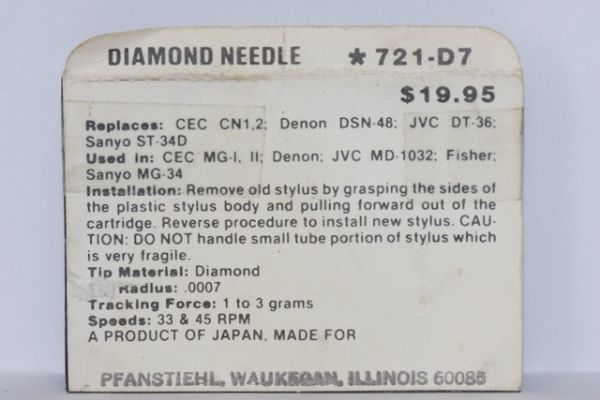 DIAMOND NEEDLE * 721-D7
$19.95
Replaces: CEC CN1,2; Denon DSN-48; JVC DT-36;
Sanyo ST-34D
Used in: CEC MG-I, II; Denon; JVC MD-1032; Fisher;
Sanyo MG-34
Installation: Remove old stylus by grasping the sides of
the plastic stylus body and pulling forward out of the
cartridge. Reverse procedure to install new stylus. CAU-
TION: DO NOT handle small tube portion of stylus which
is very fragile.
Tip Material: Diamond
Tip Radius: .0007
Tracking Force: 1 to 3 grams
Speeds: 33 & 45 RPM
A PRODUCT OF JAPAN, MADE FOR
PFANSTIEHL, WAUKEGAN, ILLINOIS 60085